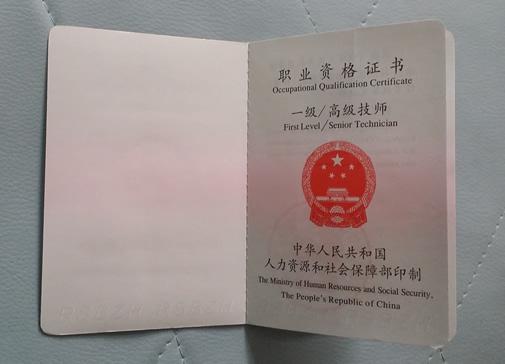 职业资格证书
Occupational Qualification Certificate
一级/高级技师
First Level/Senior Technician
中华人民共和国
人力资源和社会保障部印制
The Ministry of Human Resources and Social Security,
The People's Republic of China